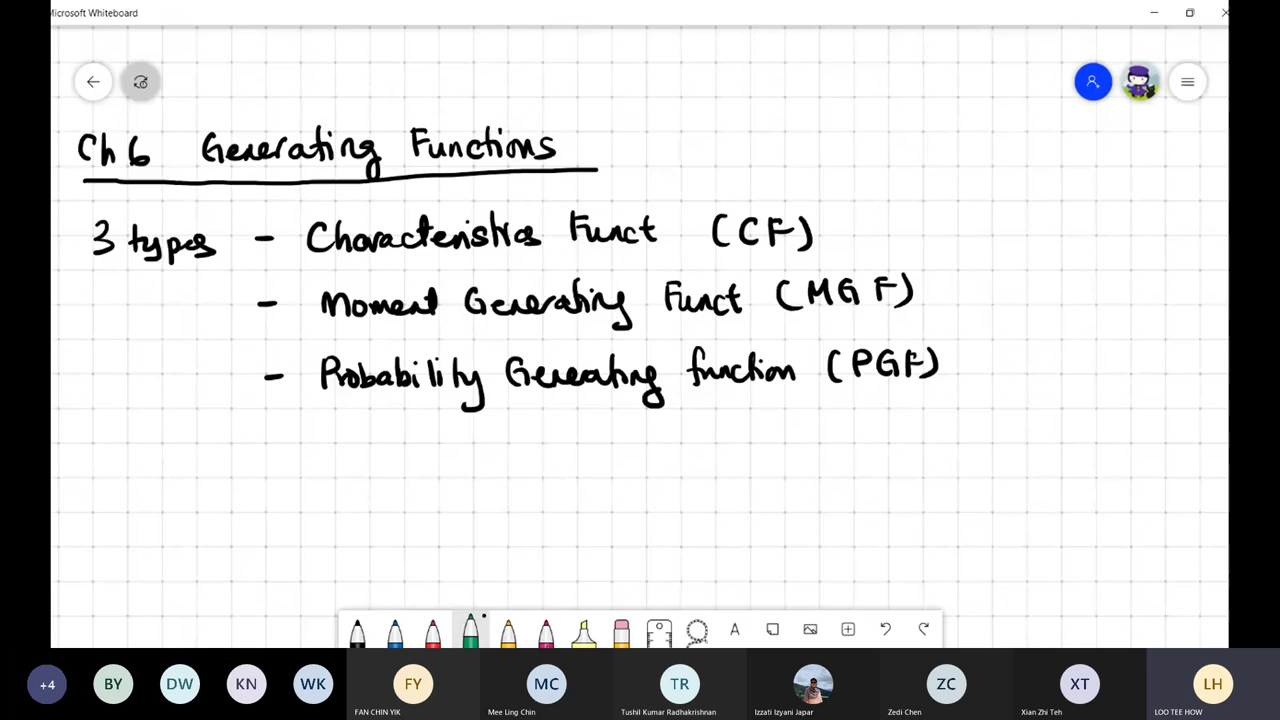 Microsoft Whiteboard
Ch 6 Generating Functions
3 types - Characteristics Funct (CF)
- Moment Generating Funct (MGF)
- Probability Generating function (PGF)
A
+4 BY DW KN WK FY MC TR ZC XT LH
FAN CHIN YIK Mee Ling Chin Tushil Kumar Radhakrishnan Izzati Izyani Japar Zedi Chen Xian Zhi Teh LOO TEE HOW